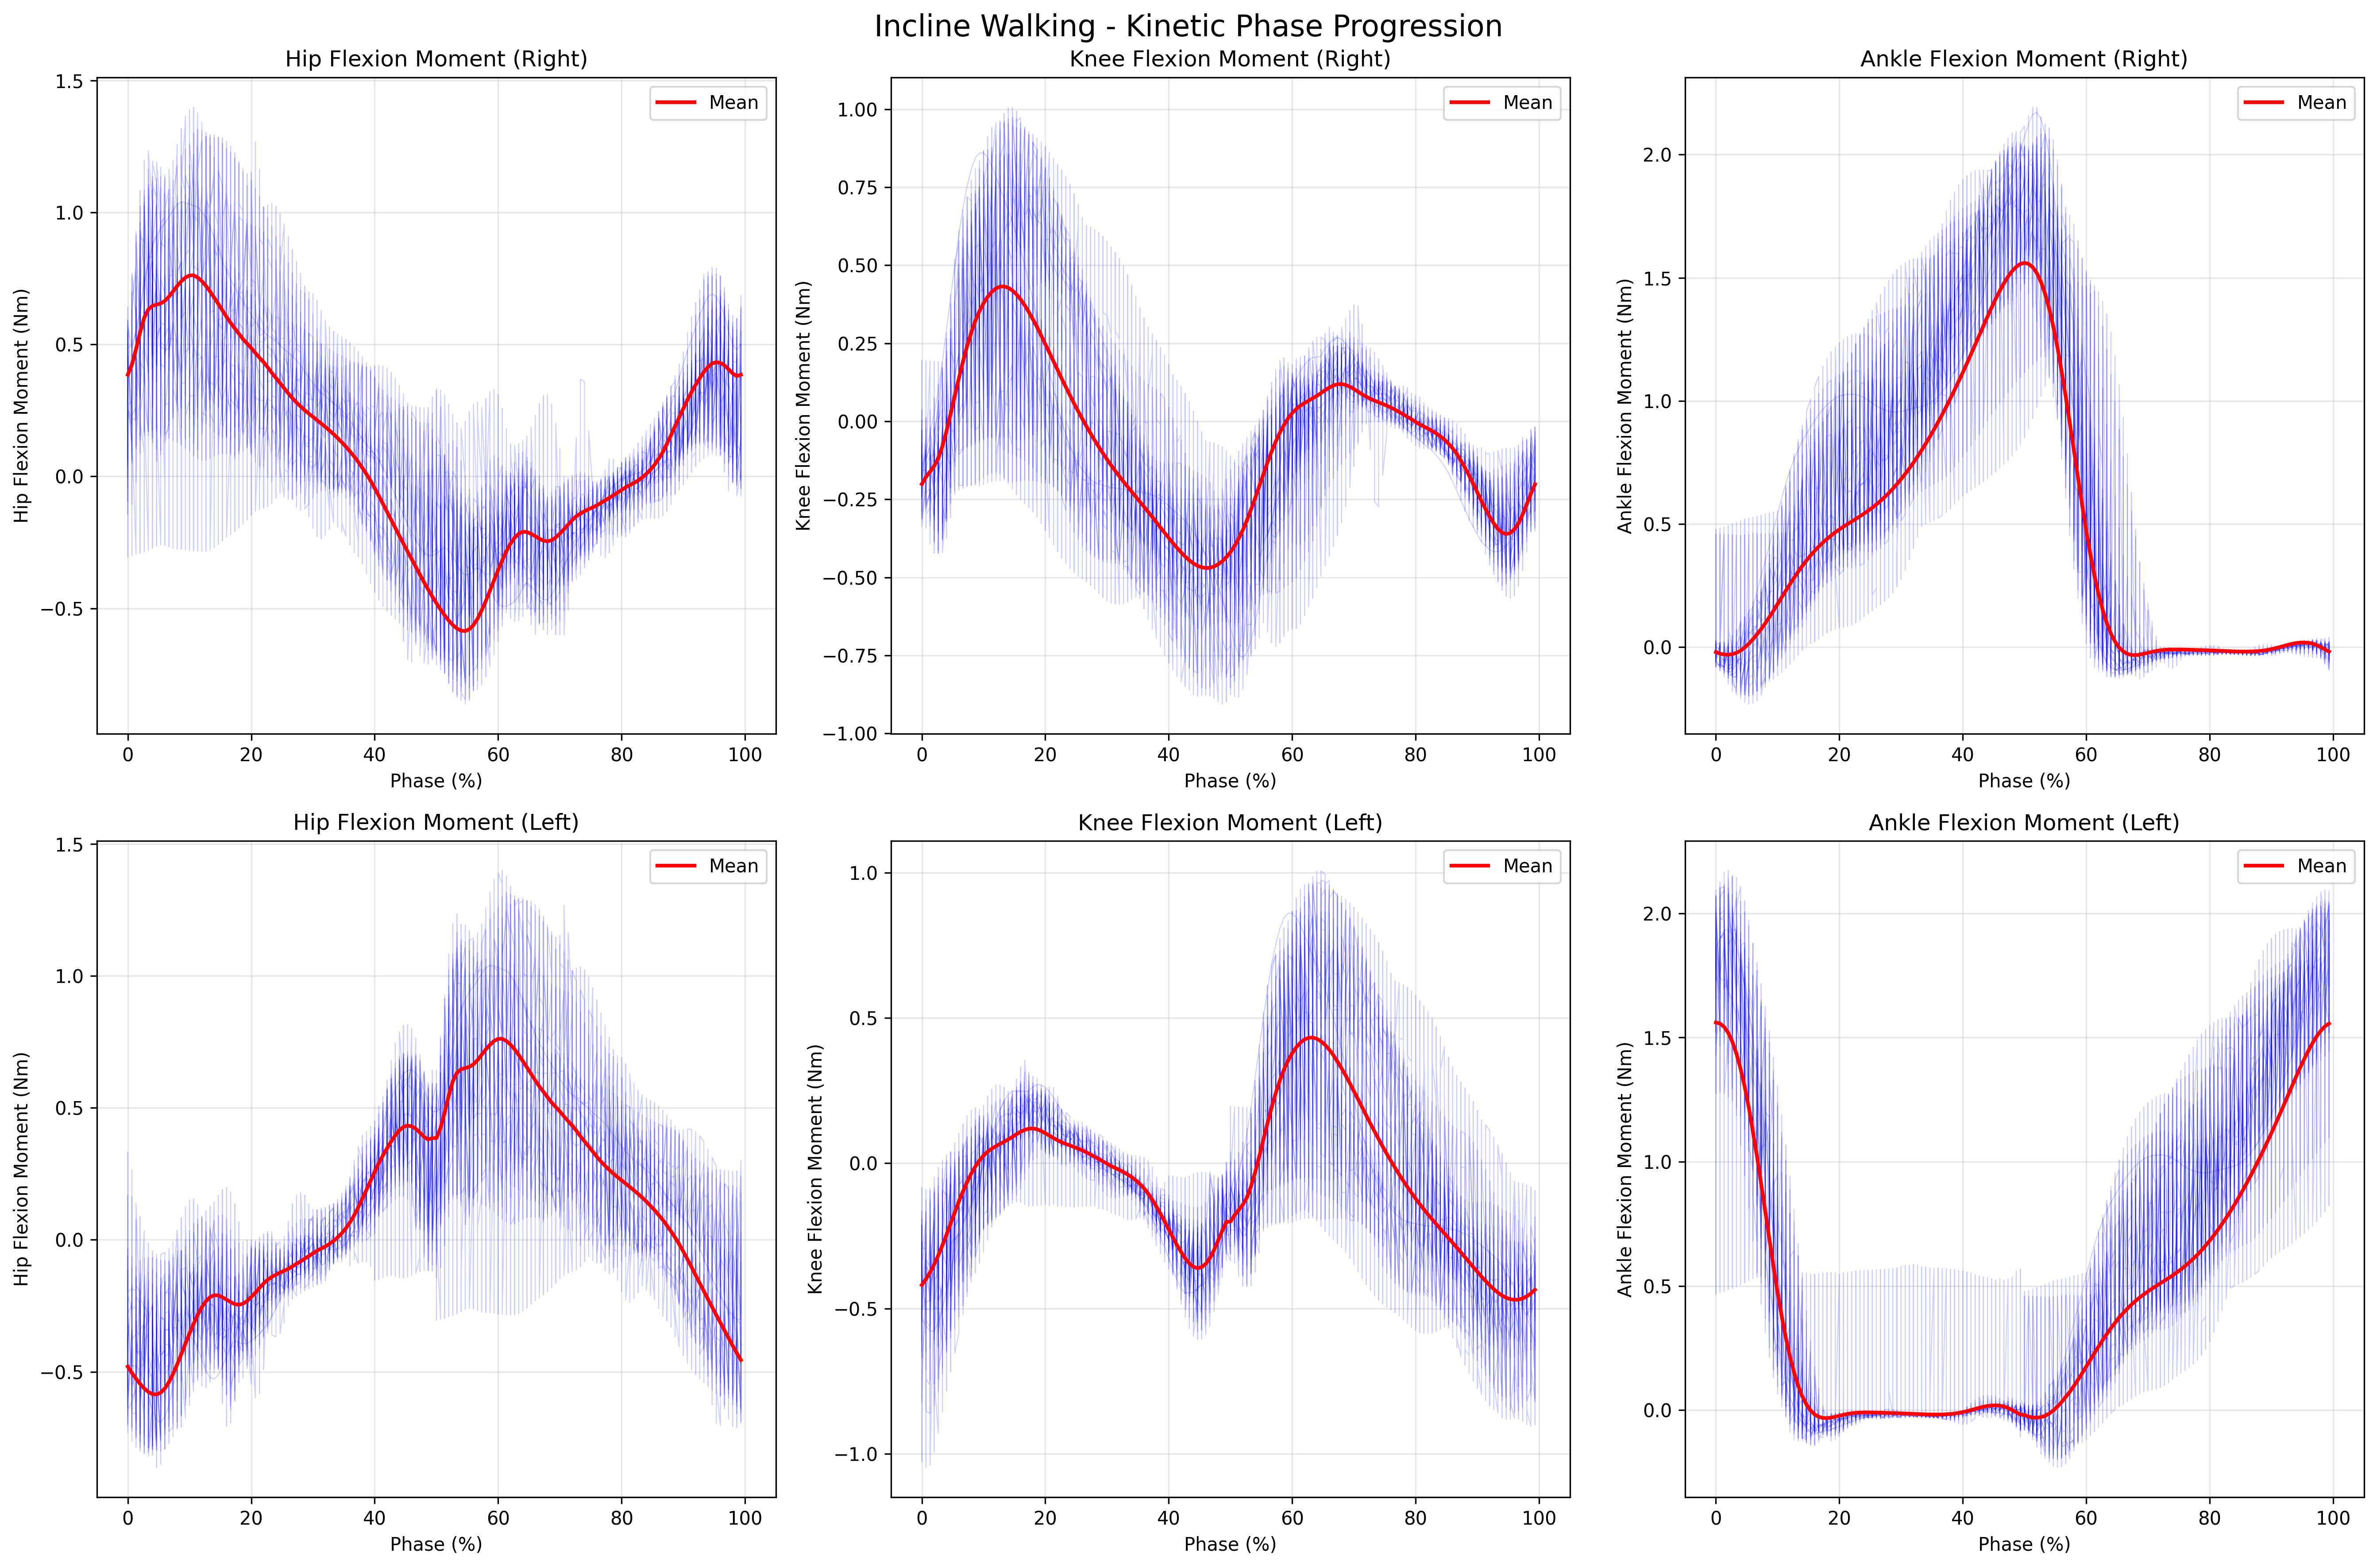 Incline Walking - Kinetic Phase Progression
Hip Flexion Moment (Right)
Knee Flexion Moment (Right)
Ankle Flexion Moment (Right)
Mean
Mean
Mean
Hip Flexion Moment (Nm)
1.5
1.0
0.5
0.0
−0.5
0 20 40 60 80 100
Phase (%)
Knee Flexion Moment (Nm)
1.00
0.75
0.50
0.25
0.00
−0.25
−0.50
−0.75
−1.00
0 20 40 60 80 100
Phase (%)
Ankle Flexion Moment (Nm)
2.0
1.5
1.0
0.5
0.0
0 20 40 60 80 100
Phase (%)
Hip Flexion Moment (Left)
Knee Flexion Moment (Left)
Ankle Flexion Moment (Left)
Mean
Mean
Mean
Hip Flexion Moment (Nm)
1.5
1.0
0.5
0.0
−0.5
0 20 40 60 80 100
Phase (%)
Knee Flexion Moment (Nm)
1.0
0.5
0.0
−0.5
−1.0
0 20 40 60 80 100
Phase (%)
Ankle Flexion Moment (Nm)
2.0
1.5
1.0
0.5
0.0
0 20 40 60 80 100
Phase (%)